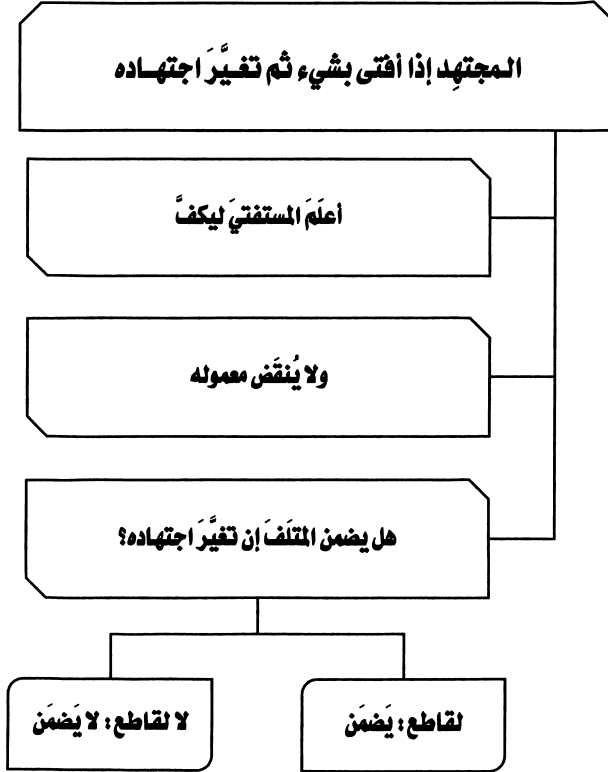 المجتهِد إذا أفتى بشيء ثم تغيَّرَ اجتهاده
أعلَمَ المستفتيَ ليكفَّ
ولا يُنقَض معموله
هل يضمن المتلَفَ إن تغيَّرَ اجتهاده؟
لقاطع: يَضمَن
لا لقاطع: لا يَضمَن